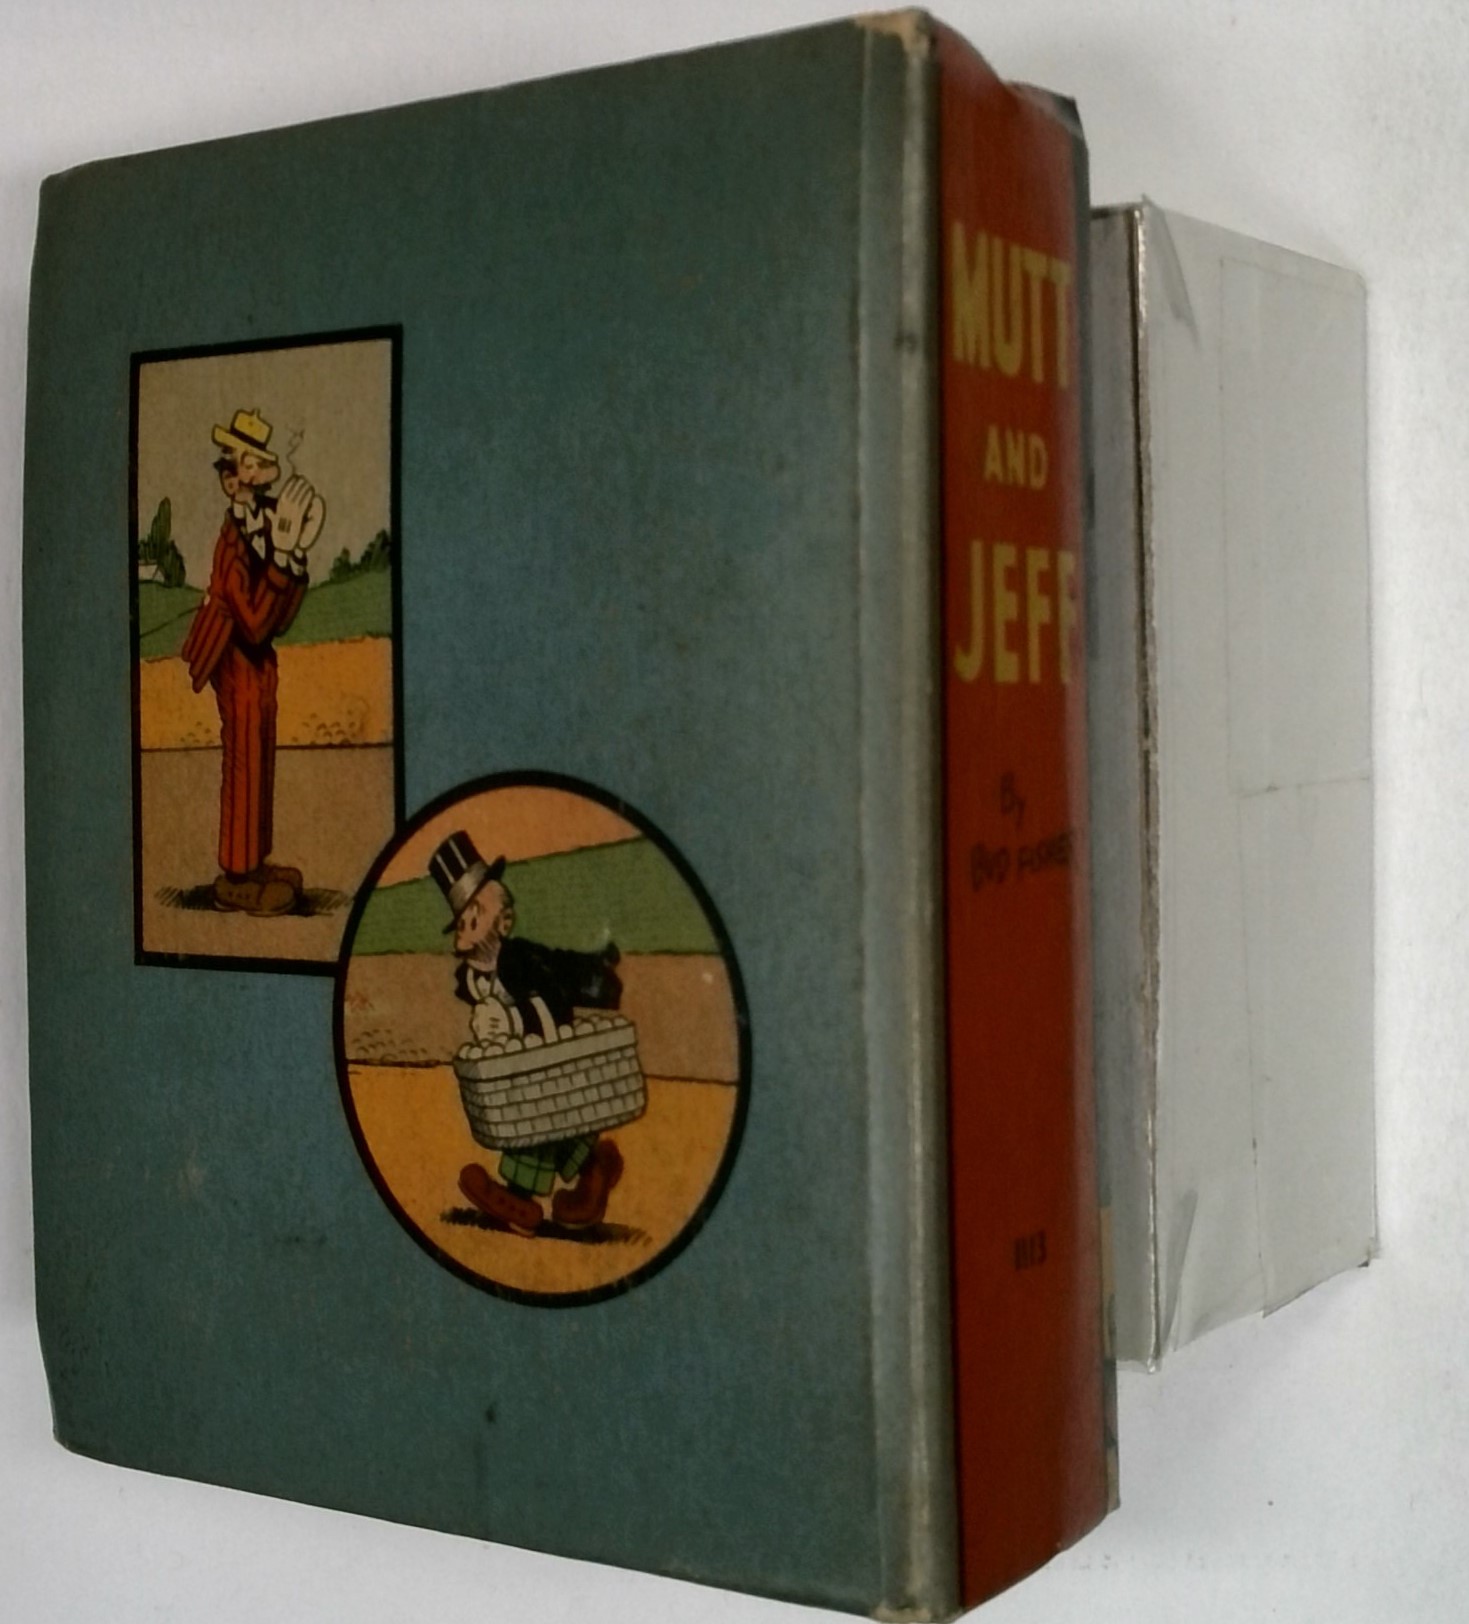 MUTT
AND
JEFF
By
BUD FISHER
1113